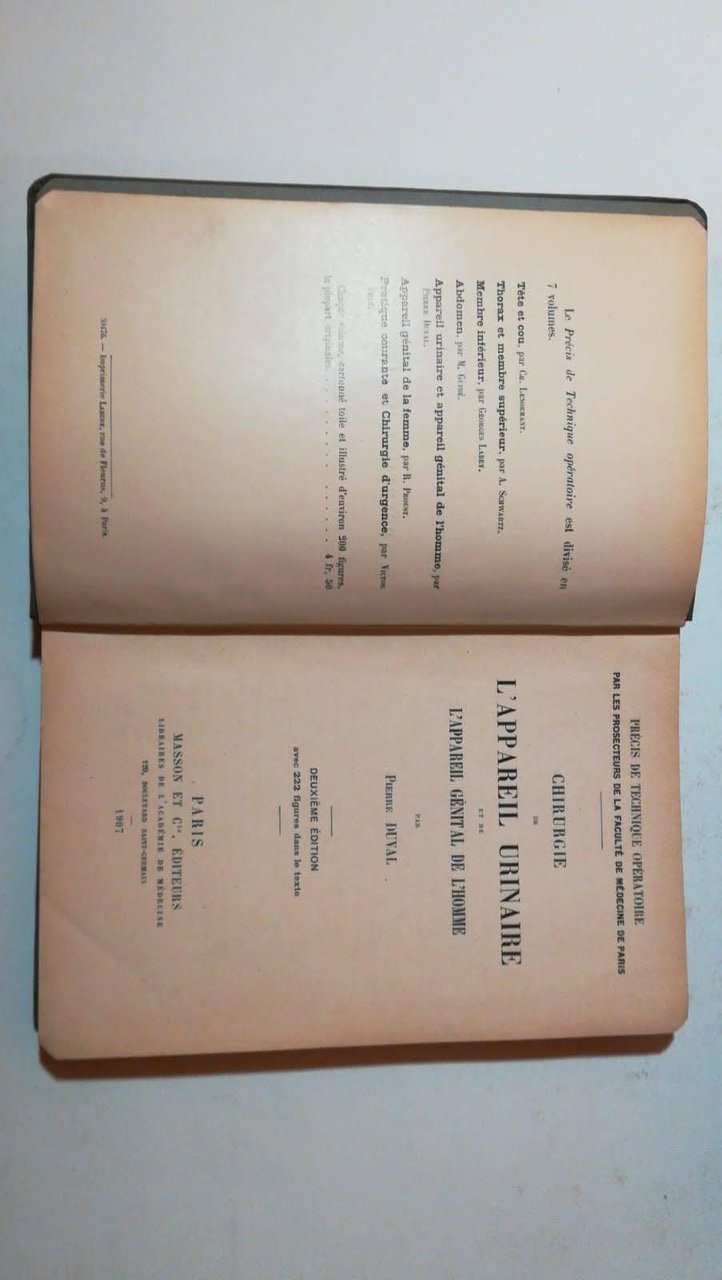 Le Précis de Technique opératoire est divisé en
7 volumes.
Tête et cou, par Ch. Lenormant.
Thorax et membre supérieur, par A. Schwartz.
Membre inférieur, par Georges Labey.
Abdomen, par M. Guibé.
Appareil urinaire et appareil génital de l'homme, par
Pierre Duval.
Appareil génital de la femme, par R. Proust.
Pratique courante et Chirurgie d'urgence, par Victor
Veau.
Chaque volume, cartonné toile et illustré d'environ 200 figures,
la plupart originales. . . . . . . . . . . . . 4 fr. 50
— Imprimerie Lahure, rue de Fleurus, 9, à Paris.
PRÉCIS DE TECHNIQUE OPÉRATOIRE
PAR LES PROSECTEURS DE LA FACULTÉ DE MÉDECINE DE PARIS
CHIRURGIE
DE
L'APPAREIL URINAIRE
ET DE
L'APPAREIL GÉNITAL DE L'HOMME
PAR
PIERRE DUVAL
DEUXIÈME ÉDITION
avec 222 figures dans le texte
PARIS
MASSON ET Cie, ÉDITEURS
LIBRAIRES DE L'ACADÉMIE DE MÉDECINE
120, BOULEVARD SAINT-GERMAIN
1907